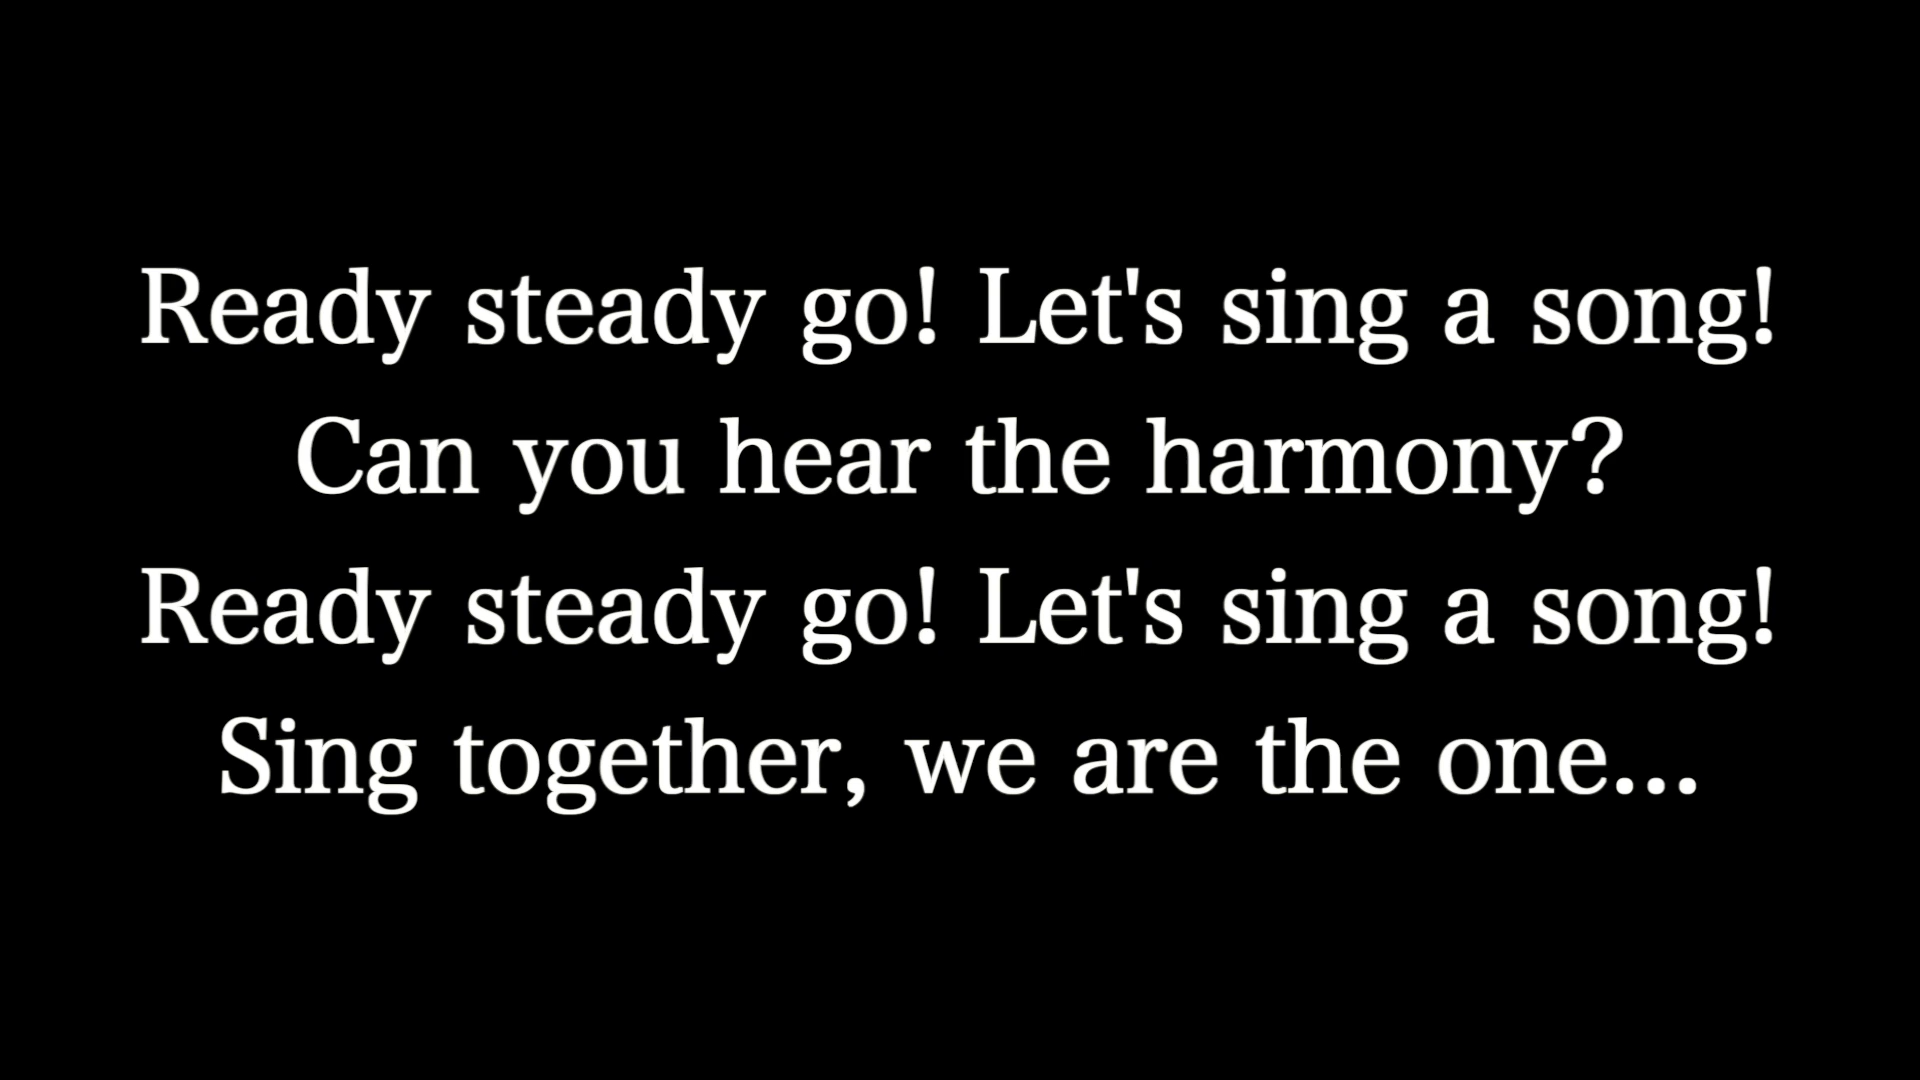 Ready steady go! Let's sing a song!
Can you hear the harmony?
Ready steady go! Let's sing a song!
Sing together, we are the one...